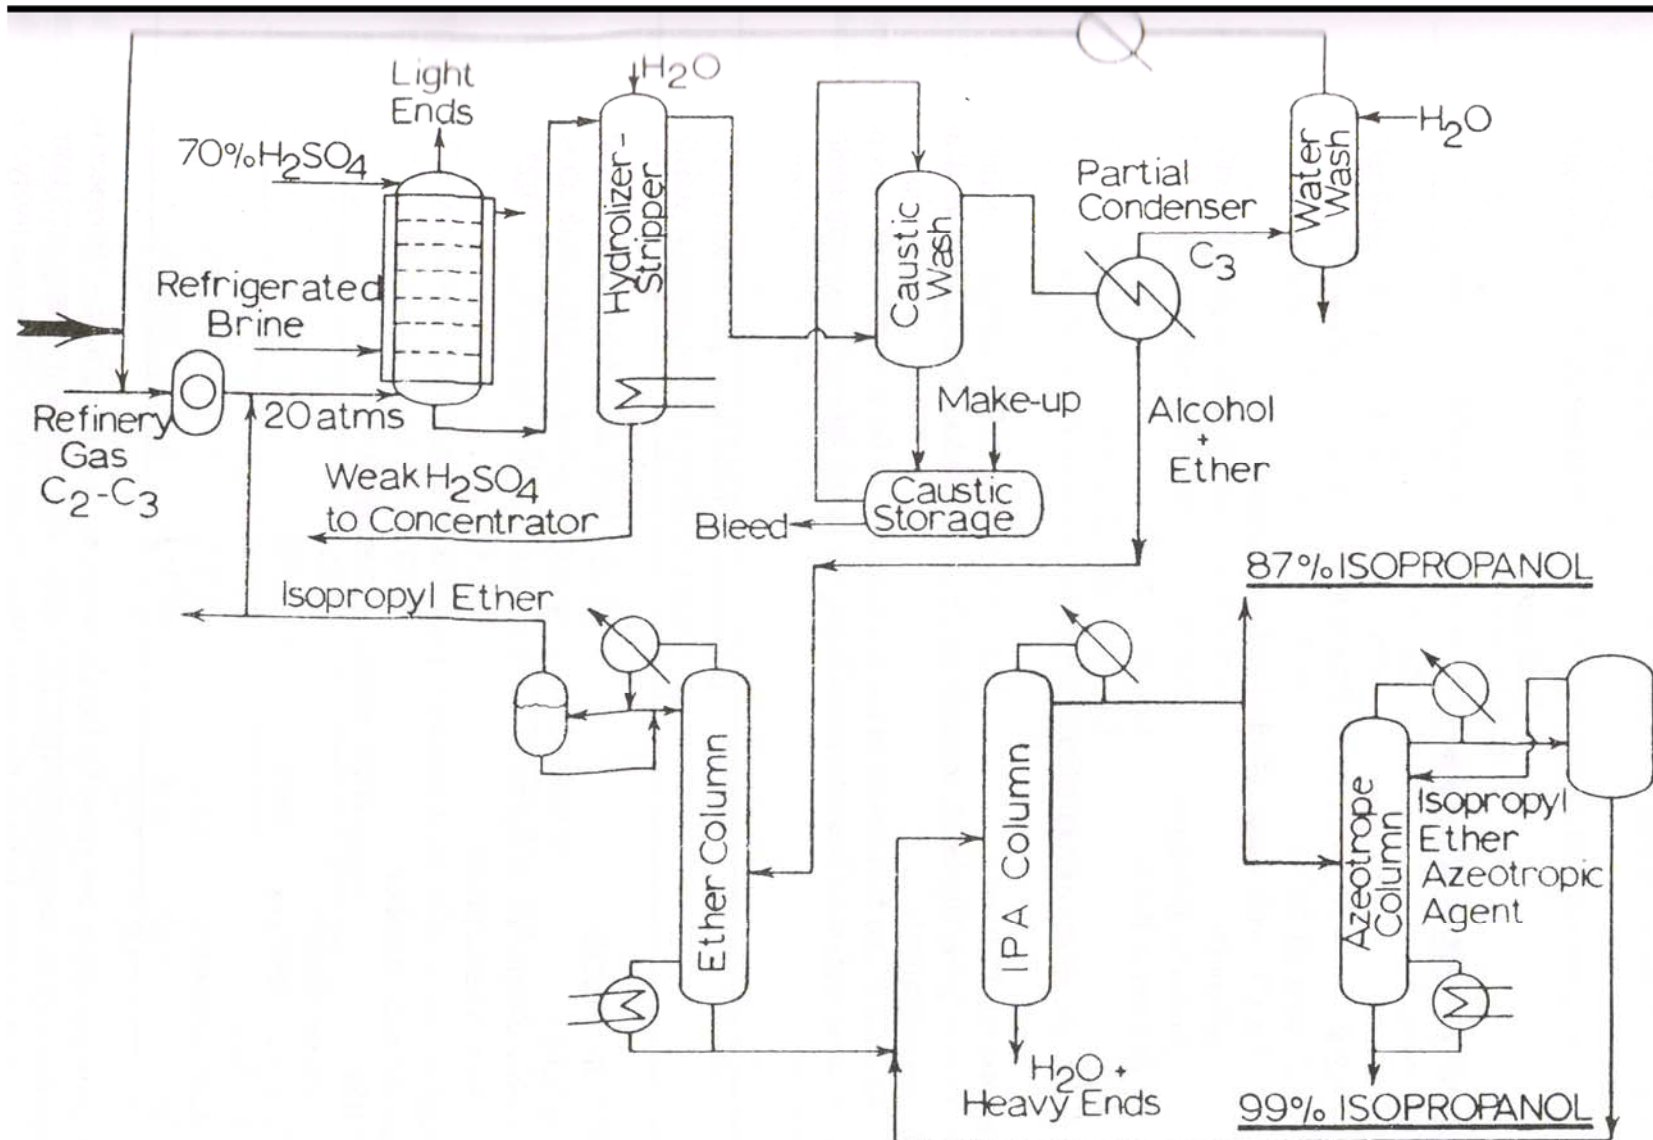 Light
Ends
H2O
70% H2SO4
Hydrolizer-
Stripper
Caustic
Wash
Partial
Condenser
C3
Water
Wash
H2O
Refrigerated
Brine
Refinery
Gas
C2-C3
20 atms
Weak H2SO4
to Concentrator
Make-up
Caustic
Storage
Bleed
Alcohol
+
Ether
Isopropyl Ether
87% ISOPROPANOL
Ether Column
IPA Column
Azeotrope
Column
Isopropyl
Ether
Azeotropic
Agent
H2O +
Heavy Ends
99% ISOPROPANOL